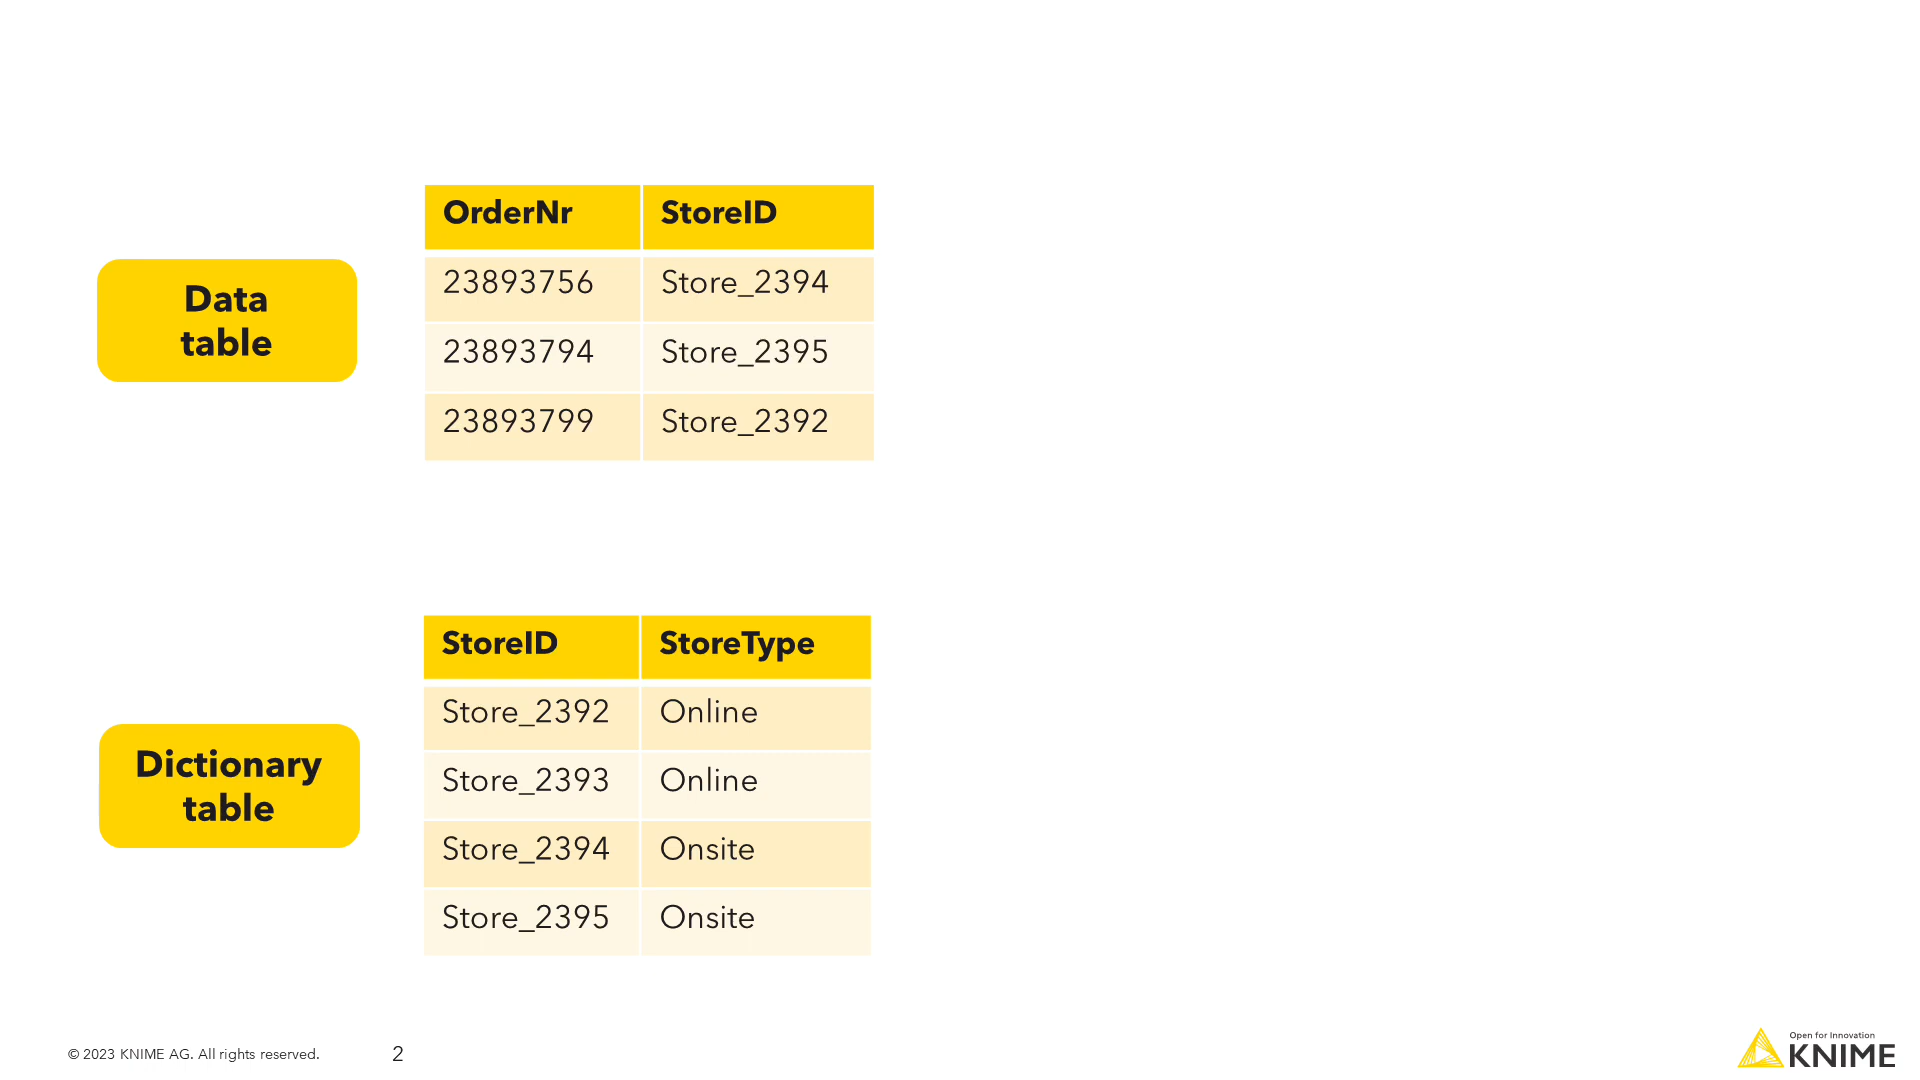 OrderNr StoreID
Data
table
23893756 Store_2394
23893794 Store_2395
23893799 Store_2392
StoreID StoreType
Dictionary
table
Store_2392 Online
Store_2393 Online
Store_2394 Onsite
Store_2395 Onsite
© 2023 KNIME AG. All rights reserved. 2
Open for Innovation
KNIME